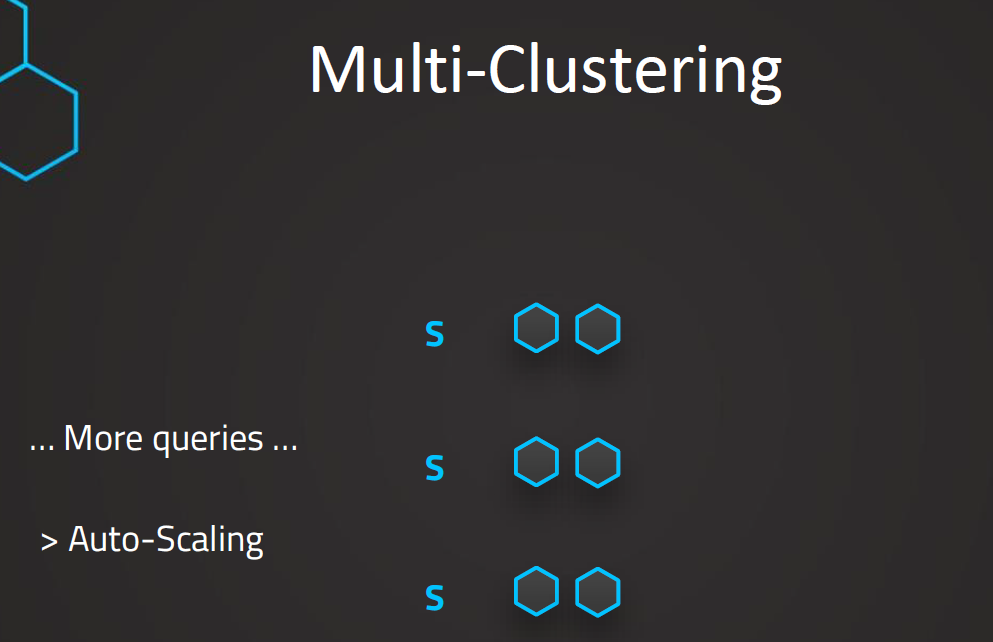 Multi-Clustering
S
... More queries ...
S
> Auto-Scaling
S